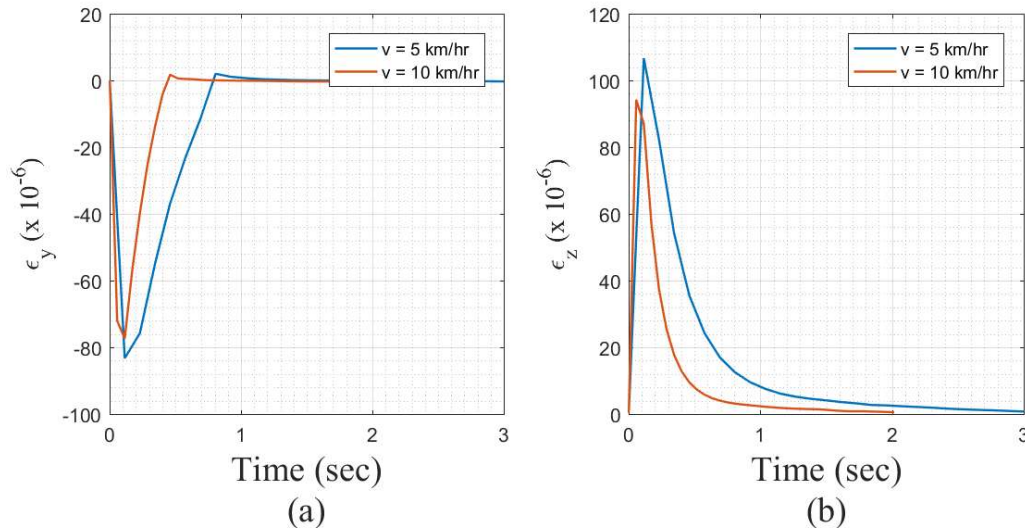 20
0
-20
-40
-60
-80
-100
ϵ_y (x 10^-6)
v = 5 km/hr
v = 10 km/hr
0
1
2
3
Time (sec)
(a)
120
100
80
60
40
20
0
ϵ_z (x 10^-6)
v = 5 km/hr
v = 10 km/hr
0
1
2
3
Time (sec)
(b)